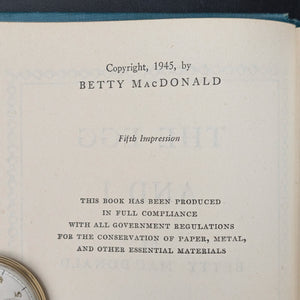 Copyright, 1945, by
BETTY MACDONALD
Fifth Impression
THIS BOOK HAS BEEN PRODUCED
IN FULL COMPLIANCE
WITH ALL GOVERNMENT REGULATIONS
FOR THE CONSERVATION OF PAPER, METAL,
AND OTHER ESSENTIAL MATERIALS